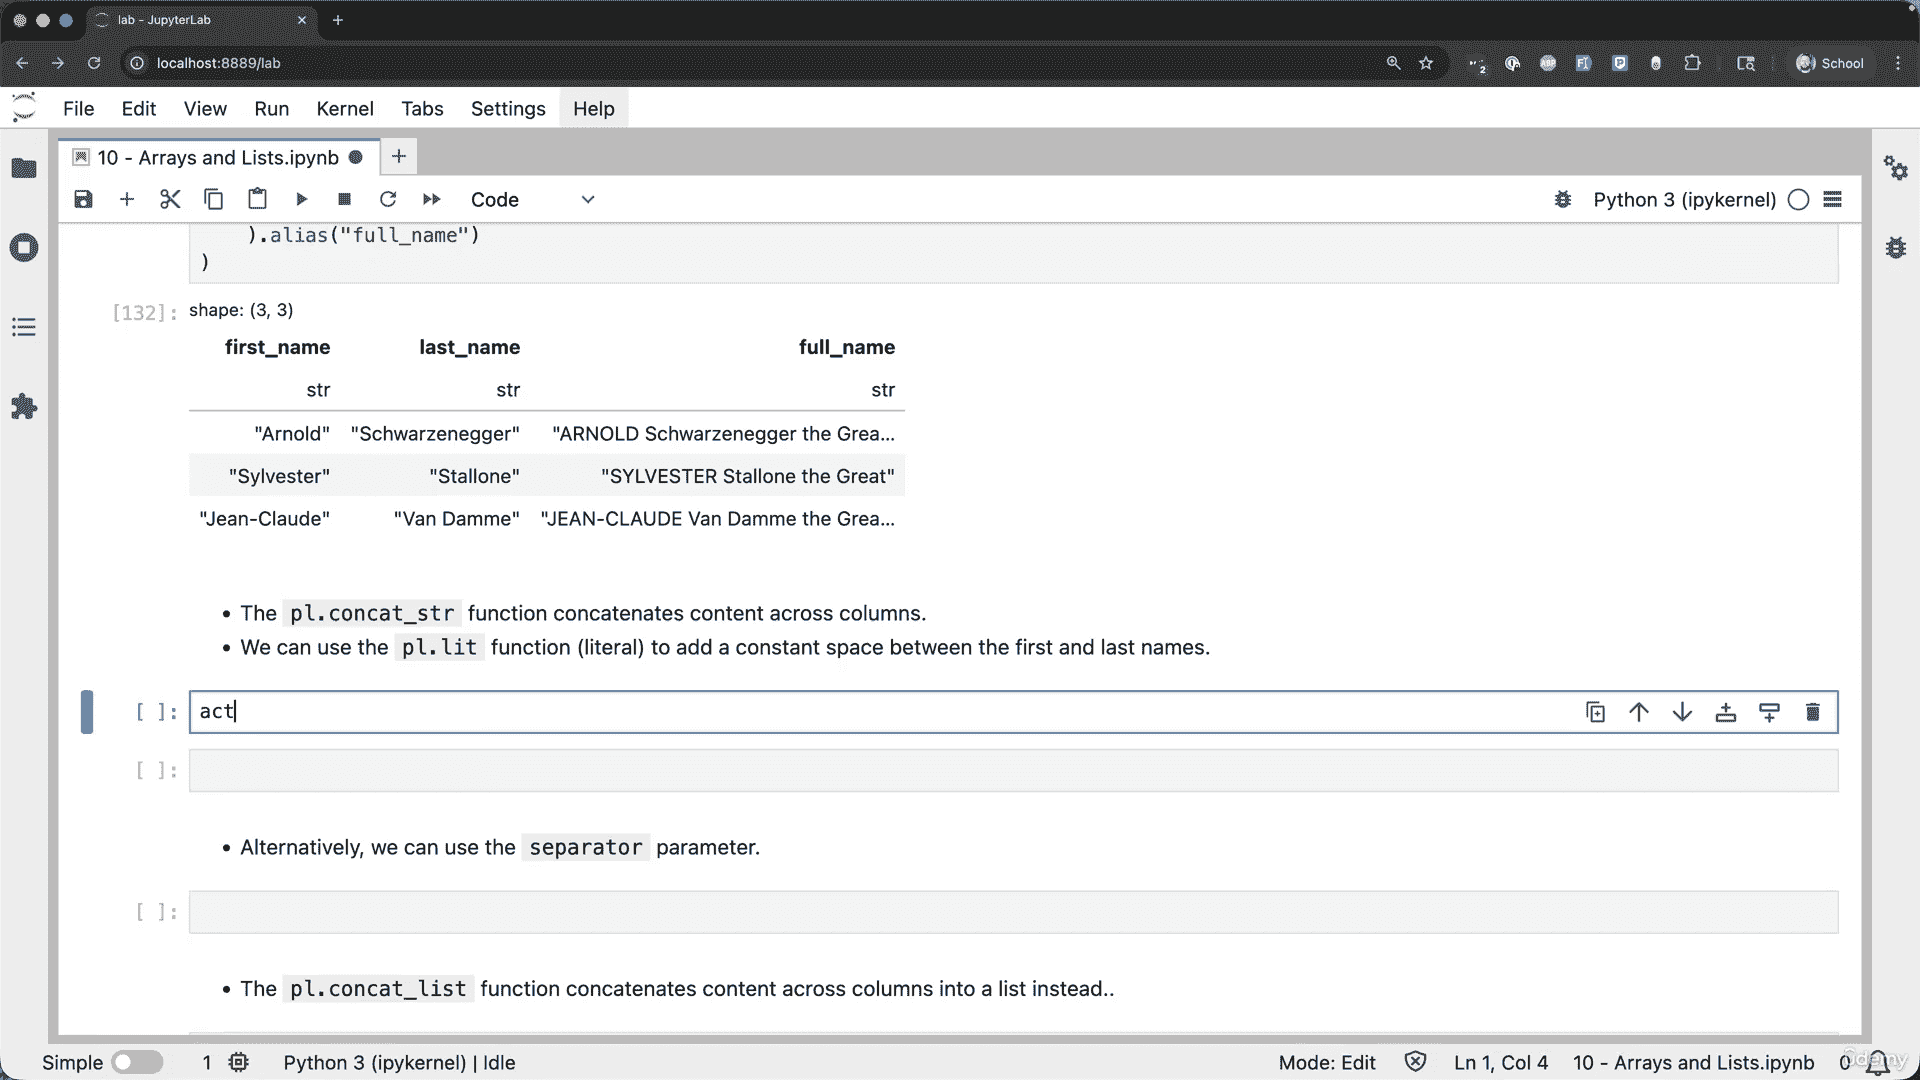 lab - JupyterLab
localhost:8889/lab
2
ABP
School
File Edit View Run Kernel Tabs Settings Help
10 - Arrays and Lists.ipynb
Code
Python 3 (ipykernel)
).alias("full_name")
)
[132]: shape: (3, 3)
first_name last_name full_name
str str str
"Arnold" "Schwarzenegger" "ARNOLD Schwarzenegger the Grea…
"Sylvester" "Stallone" "SYLVESTER Stallone the Great"
"Jean-Claude" "Van Damme" "JEAN-CLAUDE Van Damme the Grea…
• The pl.concat_str function concatenates content across columns.
• We can use the pl.lit function (literal) to add a constant space between the first and last names.
[ ]: act
[ ]:
• Alternatively, we can use the separator parameter.
[ ]:
• The pl.concat_list function concatenates content across columns into a list instead..
Simple 1 Python 3 (ipykernel) | Idle Mode: Edit Ln 1, Col 4 10 - Arrays and Lists.ipynb 0
Udemy